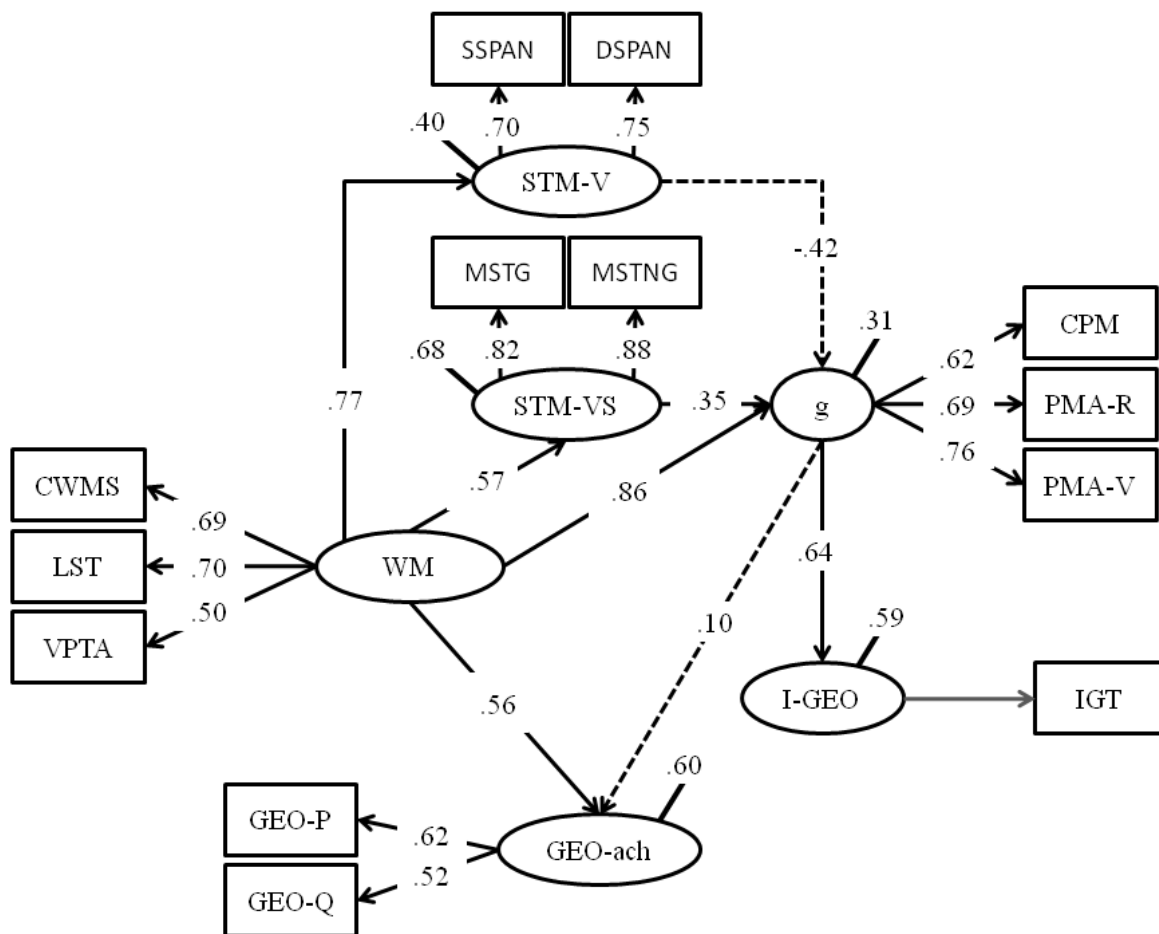 SSPAN DSPAN
.40 .70 .75
STM-V
MSTG MSTNG
-.42
.68 .82 .88
.31
CPM
.62
.77
STM-VS .35 g .69 PMA-R
.76
CWMS .57 .86 PMA-V
.69
LST .70 WM .64
.50
VPTA .10 .59
.56 I-GEO IGT
.60
GEO-P .62
GEO-ach
.52
GEO-Q